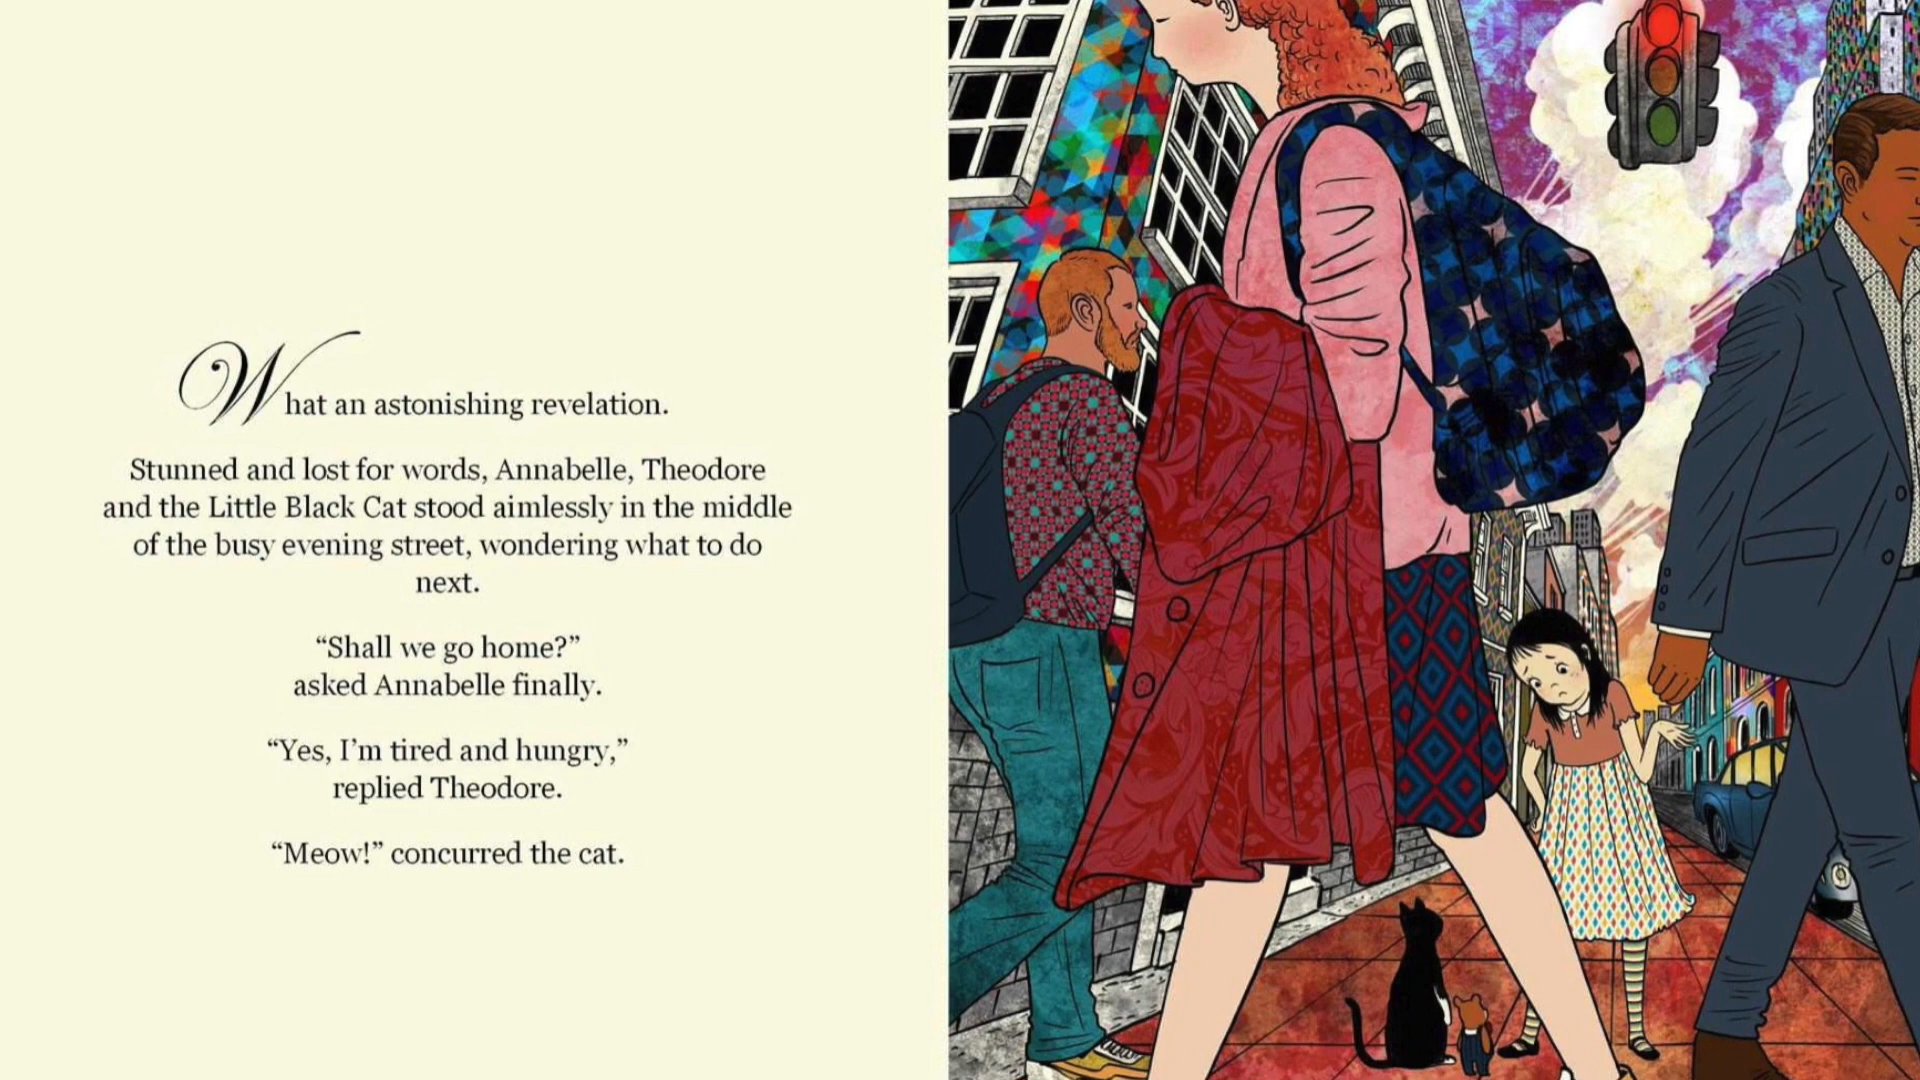 What an astonishing revelation.
Stunned and lost for words, Annabelle, Theodore
and the Little Black Cat stood aimlessly in the middle
of the busy evening street, wondering what to do
next.
“Shall we go home?”
asked Annabelle finally.
“Yes, I’m tired and hungry,”
replied Theodore.
“Meow!” concurred the cat.